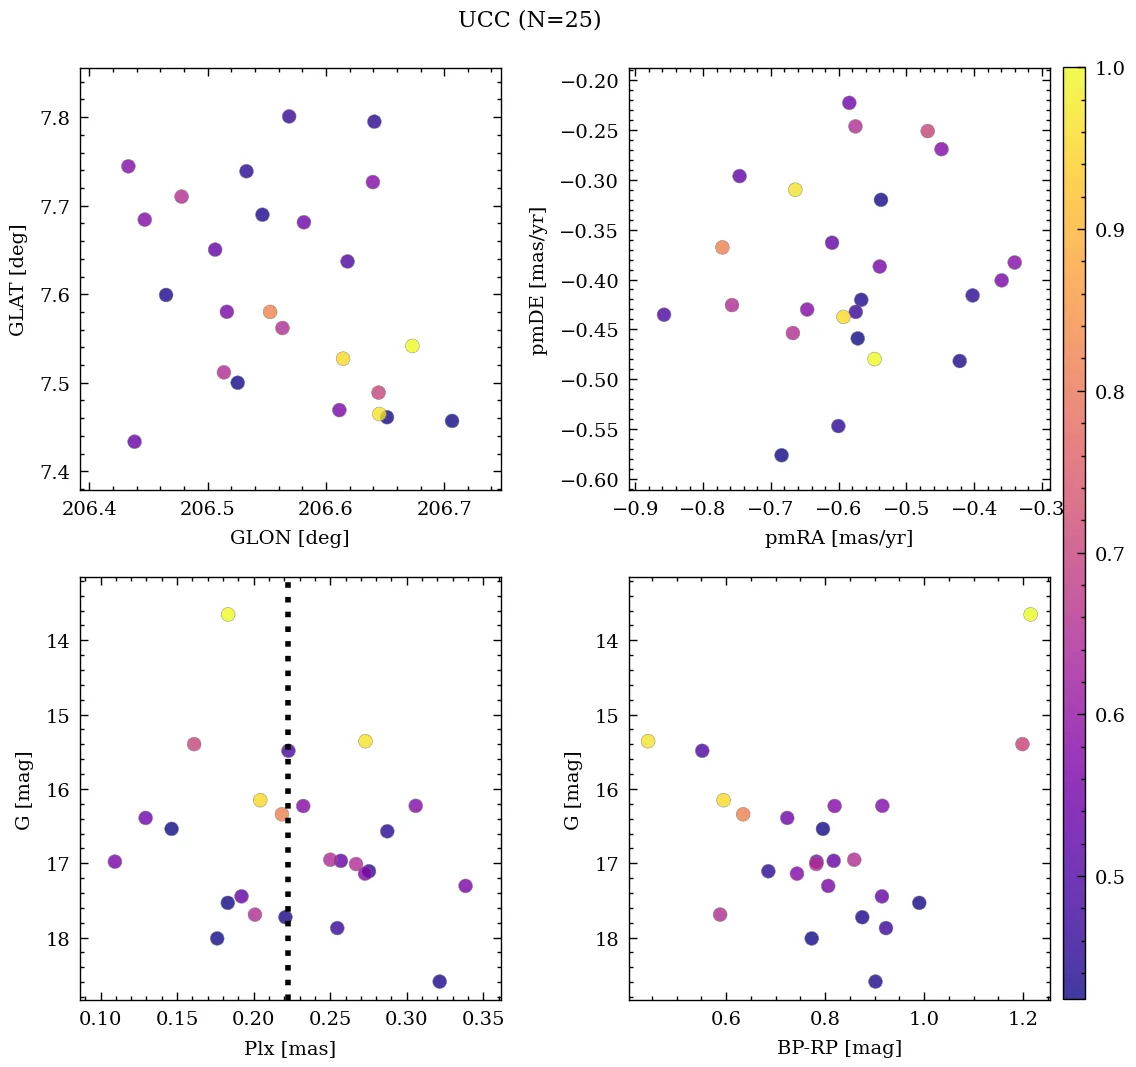 UCC (N=25)
7.8
7.7
7.6
7.5
7.4
GLAT [deg]
206.4 206.5 206.6 206.7
GLON [deg]
−0.20
−0.25
−0.30
−0.35
−0.40
−0.45
−0.50
−0.55
−0.60
pmDE [mas/yr]
−0.9 −0.8 −0.7 −0.6 −0.5 −0.4 −0.3
pmRA [mas/yr]
1.0
0.9
0.8
0.7
0.6
0.5
14
15
16
17
18
G [mag]
0.10 0.15 0.20 0.25 0.30 0.35
Plx [mas]
14
15
16
17
18
G [mag]
0.6 0.8 1.0 1.2
BP-RP [mag]